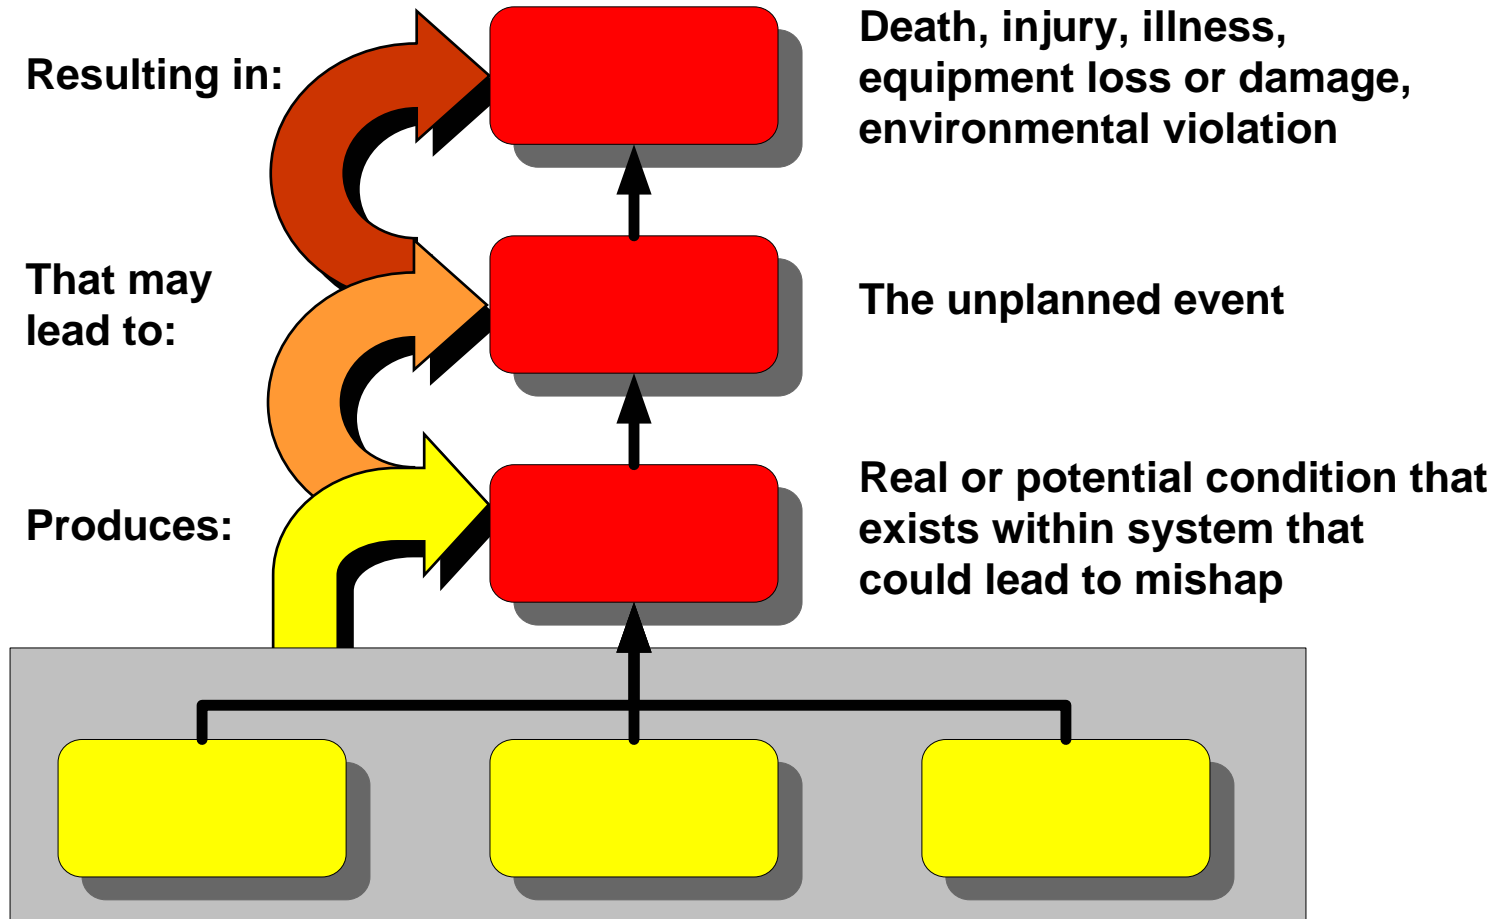 Resulting in:
Death, injury, illness,
equipment loss or damage,
environmental violation
That may
lead to:
The unplanned event
Produces:
Real or potential condition that
exists within system that
could lead to mishap